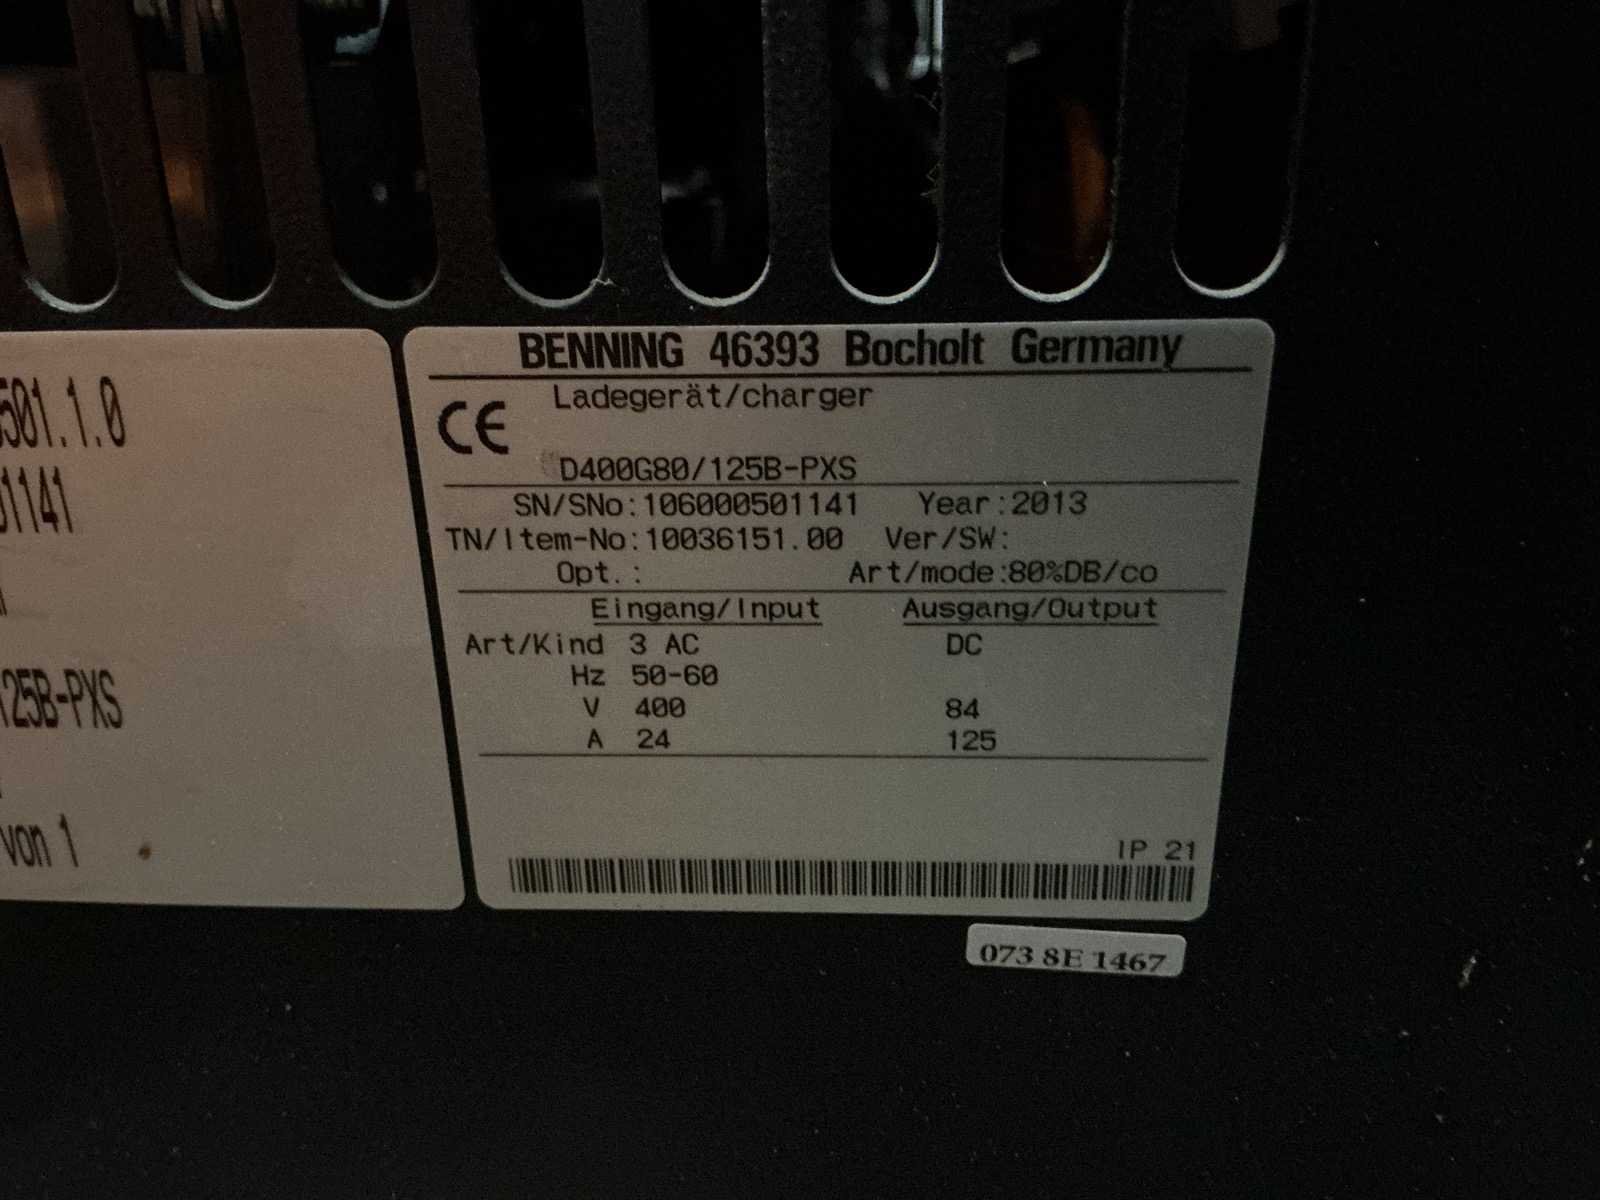 501.1.0
01141
125B-PXS
von 1
BENNING 46393 Bocholt Germany
CE
Ladegerät/charger
D400G80/125B-PXS
SN/SNo:106000501141 Year:2013
TN/Item-No:10036151.00 Ver/SW:
Opt.: Art/mode:80%DB/co
Eingang/Input Ausgang/Output
Art/Kind 3 AC DC
Hz 50-60
V 400 84
A 24 125
IP 21
073 8E 1467